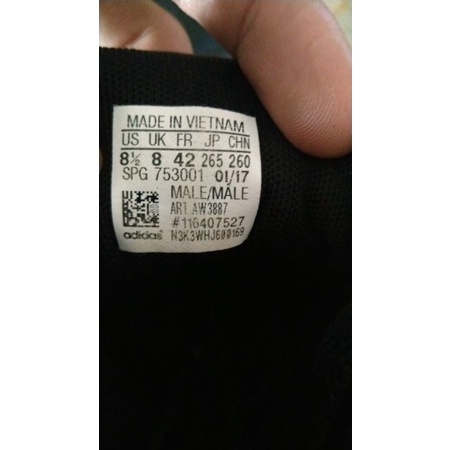 MADE IN VIETNAM
US UK FR JP CHN
8½ 8 42 265 260
SPG 753001 01/17
MALE/MÂLE
ART AW3887
#116407527
N3K3WHJ600169
adidas